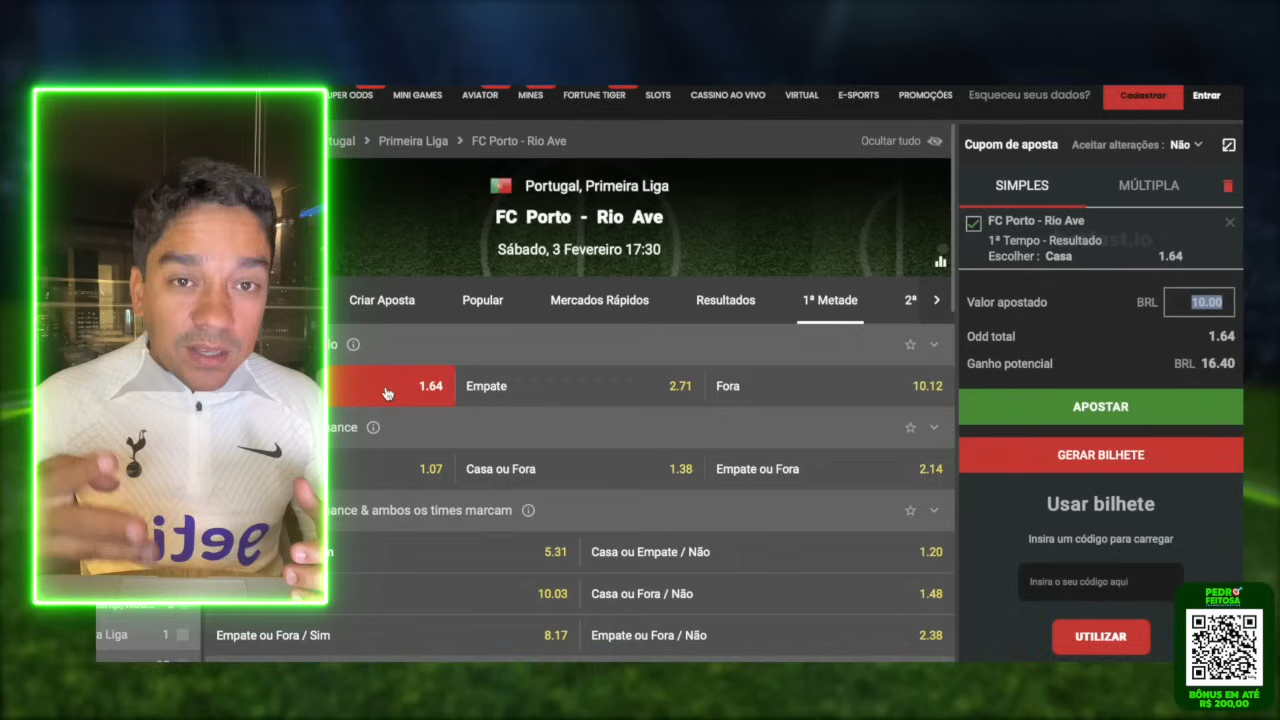 UPER ODDS MINI GAMES AVIATOR MINES FORTUNE TIGER SLOTS CASSINO AO VIVO VIRTUAL E-SPORTS PROMOÇÕES Esqueceu seus dados? Cadastrar Entrar
tugal > Primeira Liga > FC Porto - Rio Ave
Ocultar tudo
Portugal, Primeira Liga
FC Porto - Rio Ave
Sábado, 3 Fevereiro 17:30
Criar Aposta Popular Mercados Rápidos Resultados 1ª Metade 2ª
lo
1.64 Empate 2.71 Fora 10.12
ance
1.07 Casa ou Fora 1.38 Empate ou Fora 2.14
ance & ambos os times marcam
5.31 Casa ou Empate / Não 1.20
10.03 Casa ou Fora / Não 1.48
a Liga 1
Empate ou Fora / Sim 8.17 Empate ou Fora / Não 2.38
Cupom de aposta Aceitar alterações : Não
SIMPLES MÚLTIPLA
FC Porto - Rio Ave
1ª Tempo - Resultado
Escolher : Casa 1.64
Valor apostado BRL 10.00
Odd total 1.64
Ganho potencial BRL 16.40
APOSTAR
GERAR BILHETE
Usar bilhete
Insira um código para carregar
Insira o seu código aqui
UTILIZAR
PEDRO
FEITOSA
BÔNUS EM ATÉ
R$ 200,00